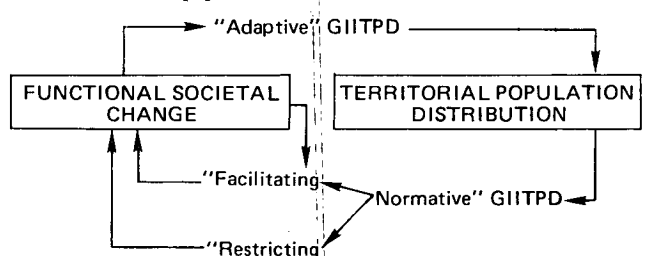 "Adaptive" GIITPD
FUNCTIONAL SOCIETAL
CHANGE
TERRITORIAL POPULATION
DISTRIBUTION
"Facilitating
Normative" GIITPD
"Restricting